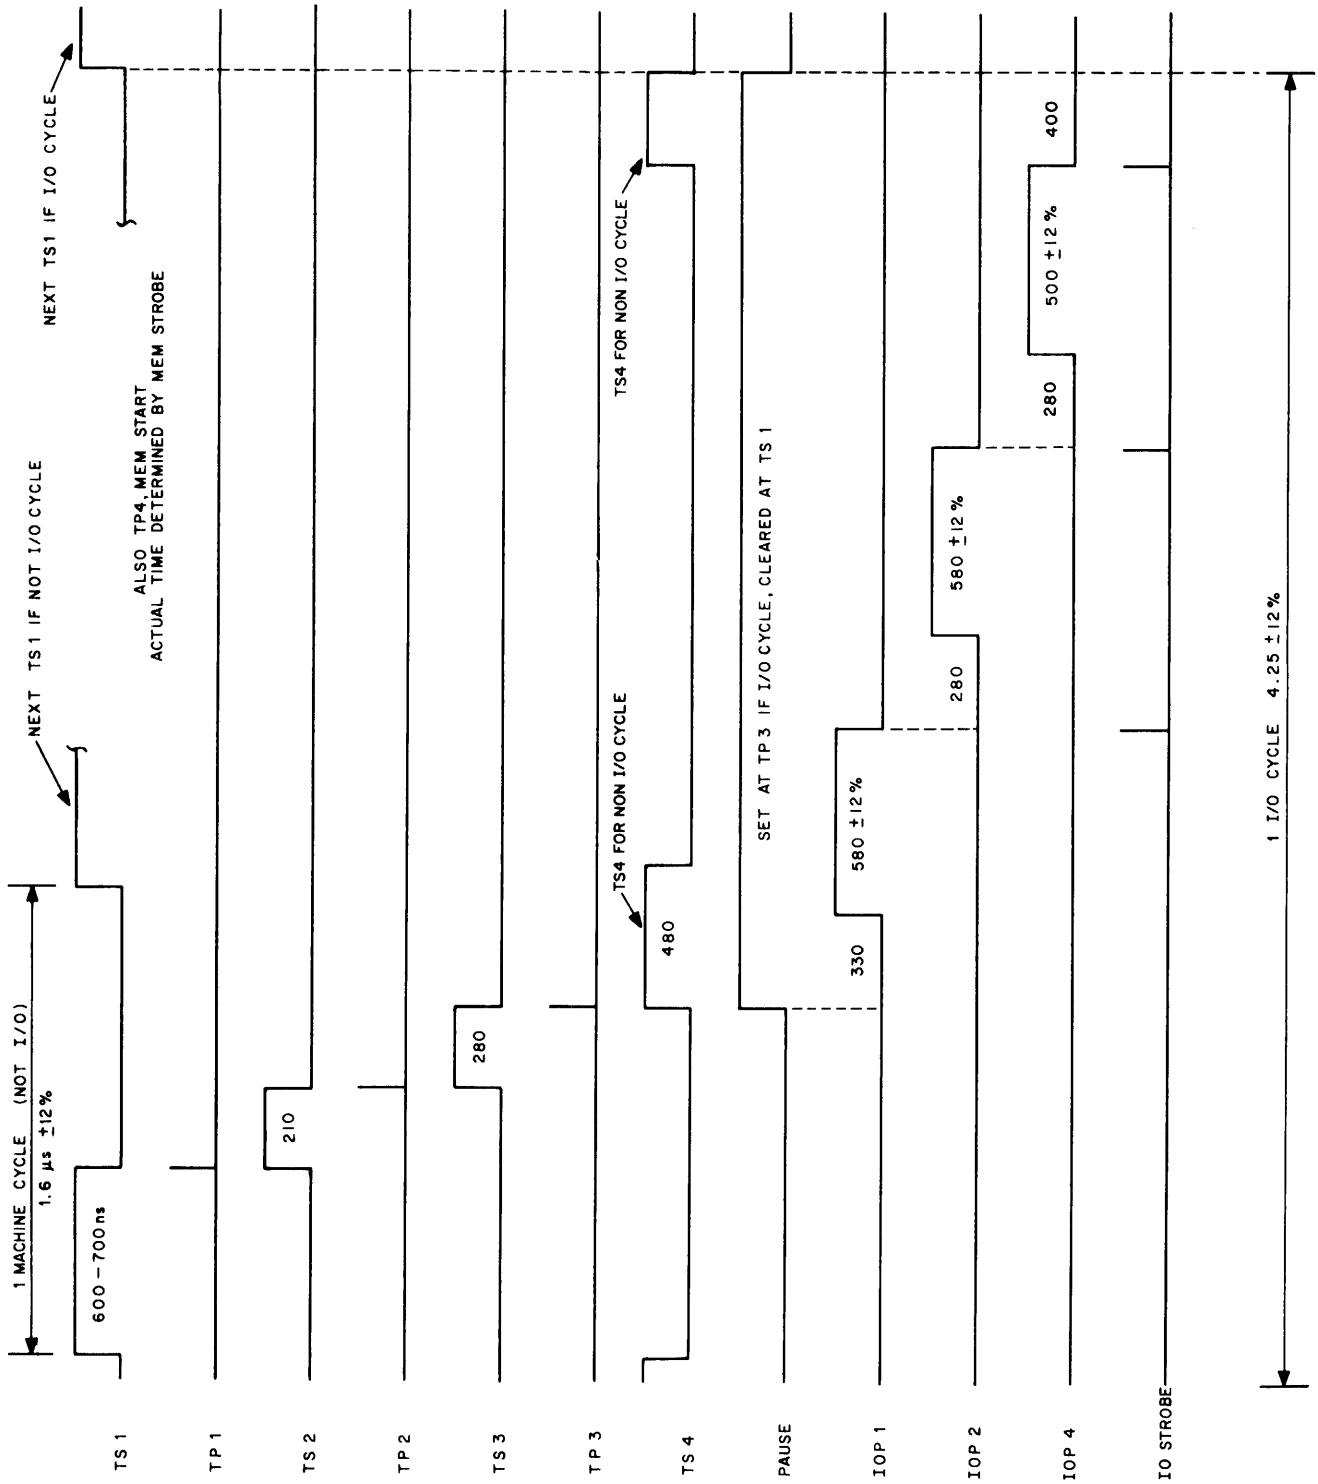 1 MACHINE CYCLE (NOT I/O)
1.6 µs ±12%
NEXT TS1 IF NOT I/O CYCLE
NEXT TS1 IF I/O CYCLE
TS 1
600-700ns
ALSO TP4, MEM START
ACTUAL TIME DETERMINED BY MEM STROBE
TP 1
TS 2
210
TP 2
TS 3
280
TP 3
TS4 FOR NON I/O CYCLE
TS4 FOR NON I/O CYCLE
TS 4
480
PAUSE
SET AT TP3 IF I/O CYCLE, CLEARED AT TS 1
IOP 1
330
580 ±12%
IOP 2
280
580 ±12%
IOP 4
280
500 ±12%
400
IO STROBE
1 I/O CYCLE 4.25 ±12%